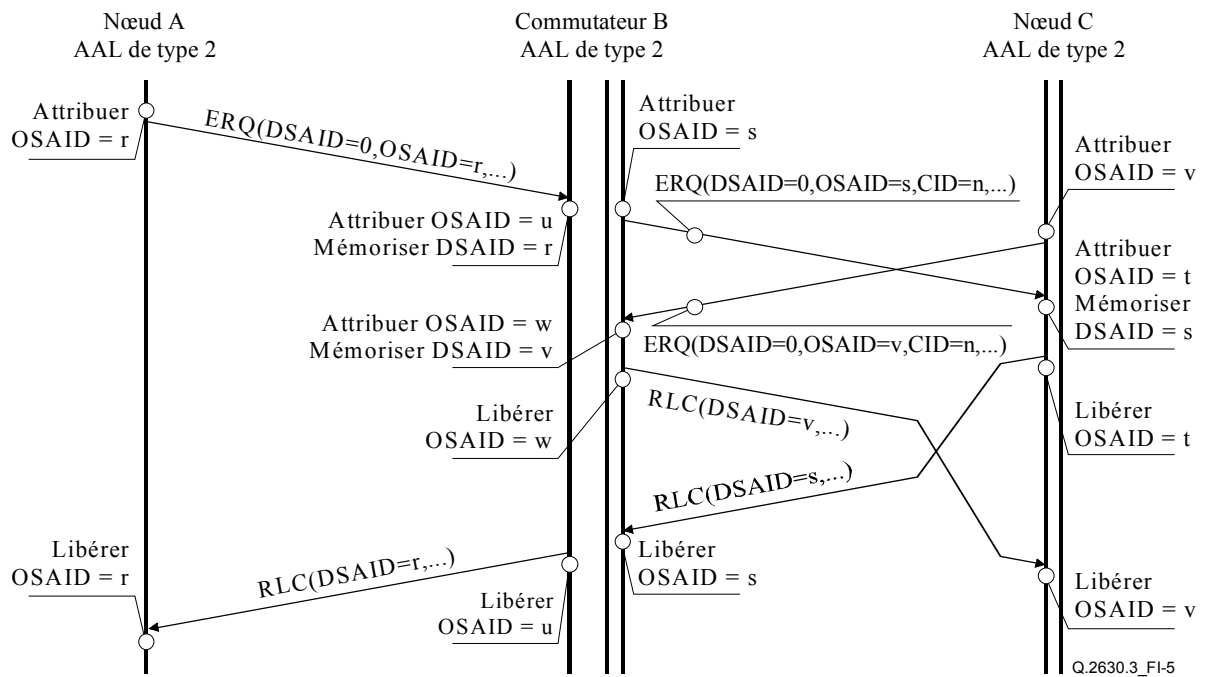 Nœud A
AAL de type 2
Commutateur B
AAL de type 2
Nœud C
AAL de type 2
Attribuer
OSAID = r
ERQ(DSAID=0,OSAID=r,...)
Attribuer
OSAID = s
Attribuer
OSAID = v
ERQ(DSAID=0,OSAID=s,CID=n,...)
Attribuer OSAID = u
Mémoriser DSAID = r
Attribuer
OSAID = t
Mémoriser
DSAID = s
Attribuer OSAID = w
Mémoriser DSAID = v
ERQ(DSAID=0,OSAID=v,CID=n,...)
Libérer
OSAID = w
RLC(DSAID=v,...)
Libérer
OSAID = t
RLC(DSAID=s,...)
Libérer
OSAID = r
RLC(DSAID=r,...)
Libérer
OSAID = s
Libérer
OSAID = u
Libérer
OSAID = v
Q.2630.3_FI-5